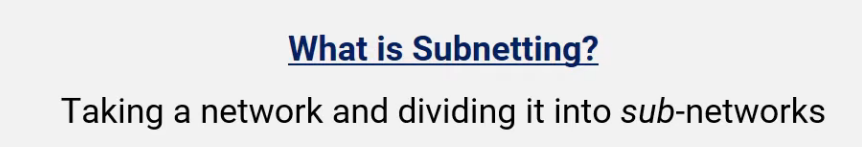 What is Subnetting?
Taking a network and dividing it into sub-networks